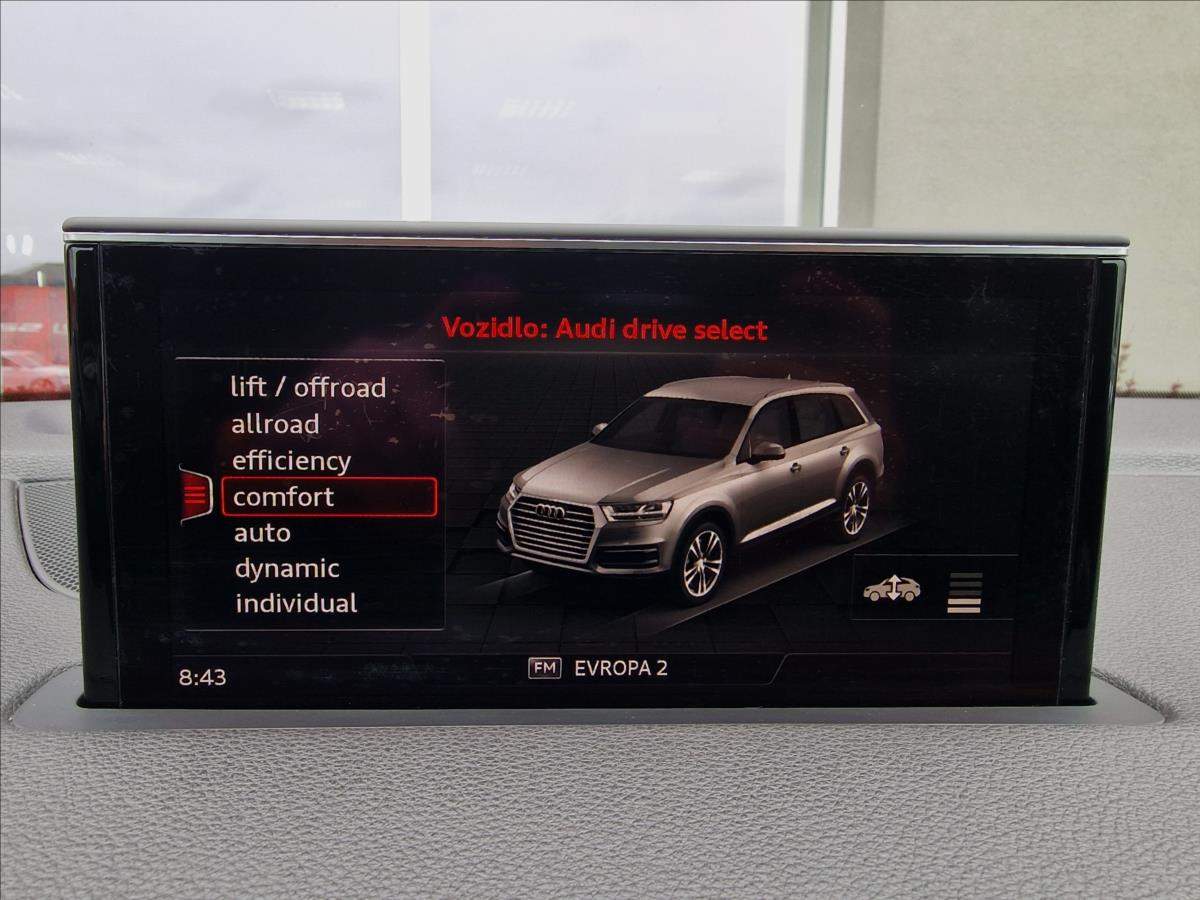 Vozidlo: Audi drive select
lift / offroad
allroad
efficiency
comfort
auto
dynamic
individual
8:43
FM EVROPA 2